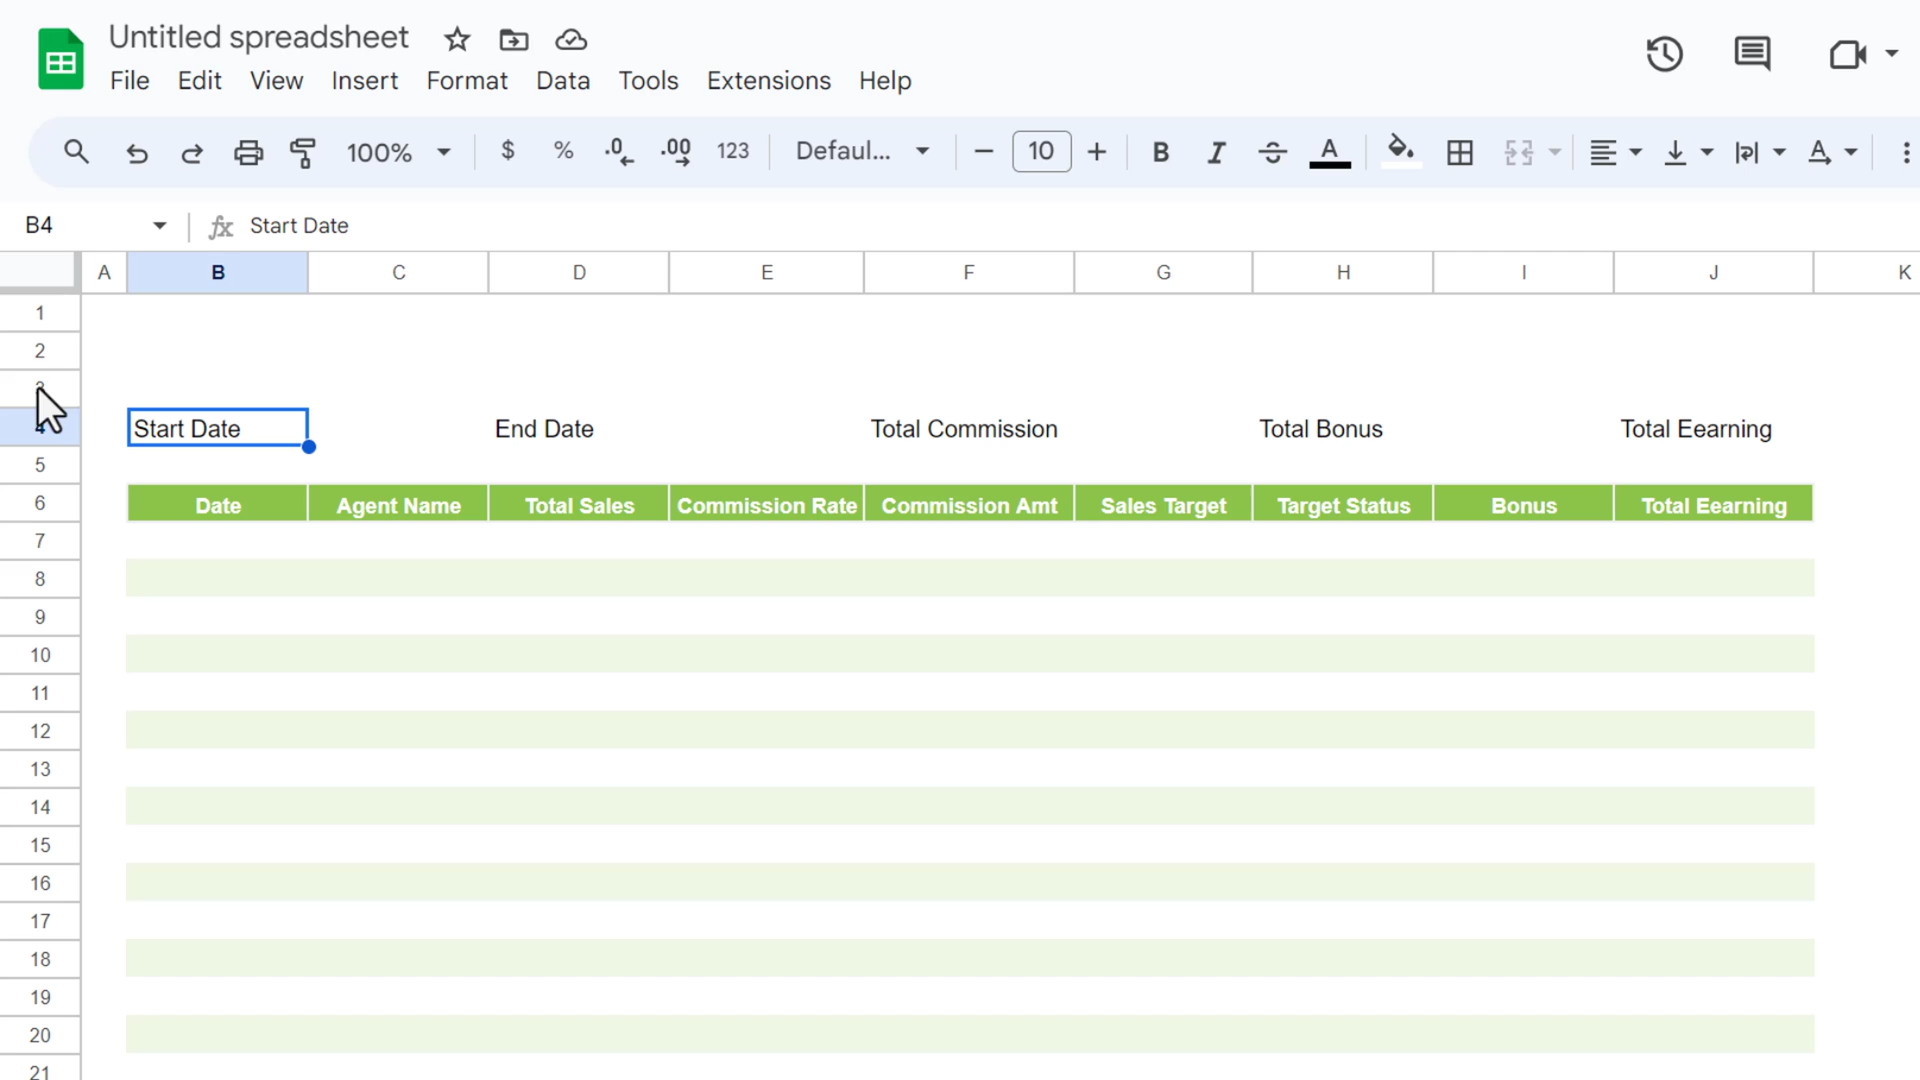 Untitled spreadsheet
File Edit View Insert Format Data Tools Extensions Help
100% $ % .0 .00 123 Defaul... − 10 + B I A A
B4 fx Start Date
A B C D E F G H I J K
1
2
3
4 Start Date End Date Total Commission Total Bonus Total Eearning
5
6 Date Agent Name Total Sales Commission Rate Commission Amt Sales Target Target Status Bonus Total Eearning
7
8
9
10
11
12
13
14
15
16
17
18
19
20
21